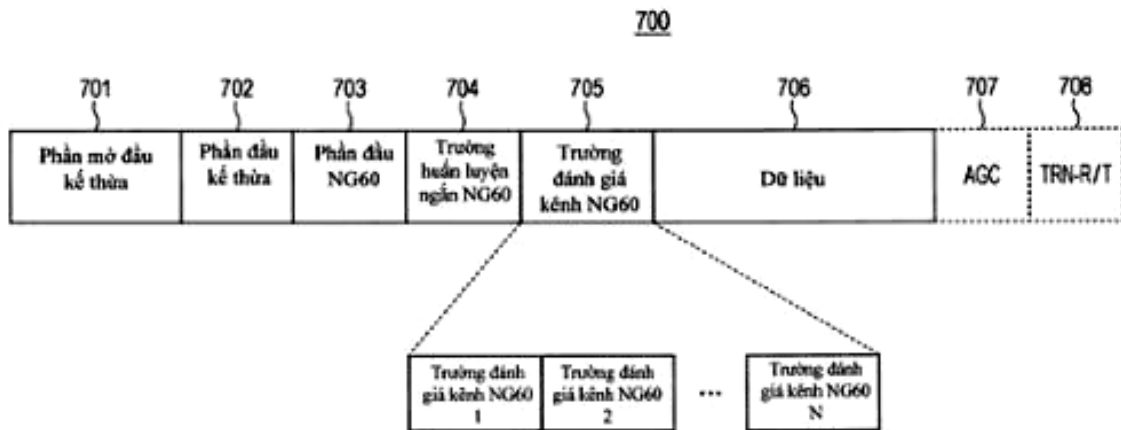 700
701 702 703 704 705 706 707 708
Phần mở đầu
kế thừa
Phần đầu
kế thừa
Phần đầu
NG60
Trường
huấn luyện
ngắn NG60
Trường
đánh giá
kênh NG60
Dữ liệu
AGC
TRN-R/T
Trường đánh
giá kênh NG60
1
Trường đánh
giá kênh NG60
2
...
Trường đánh
giá kênh NG60
N